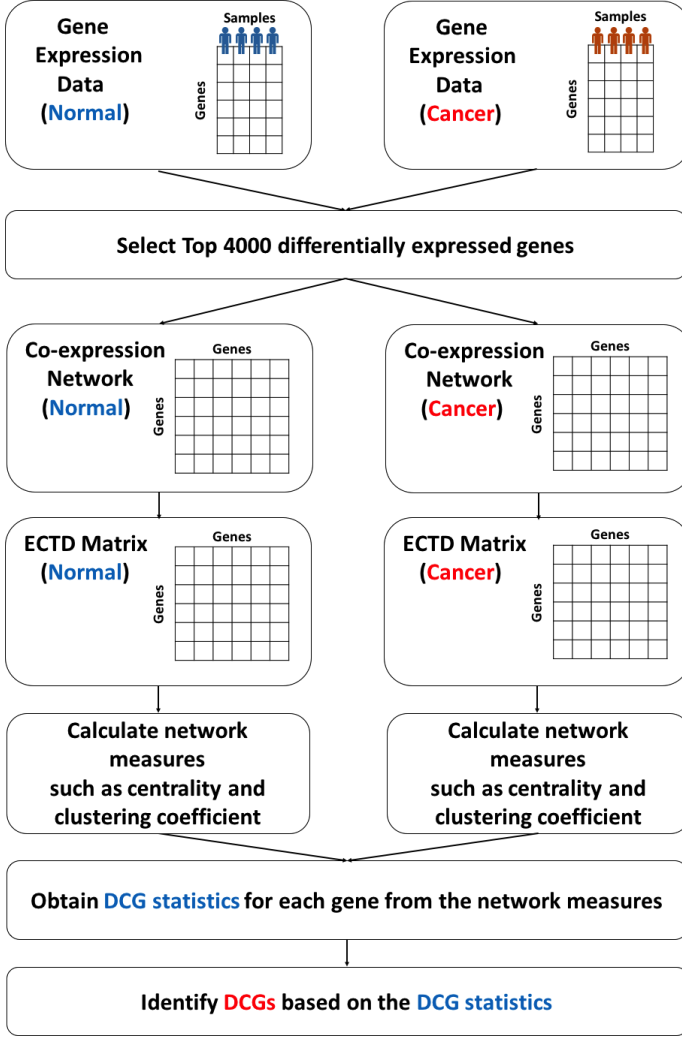 Gene
Expression
Data
(Normal)
Samples
Genes
Gene
Expression
Data
(Cancer)
Samples
Genes
Select Top 4000 differentially expressed genes
Co-expression
Network
(Normal)
Genes
Genes
Co-expression
Network
(Cancer)
Genes
Genes
ECTD Matrix
(Normal)
Genes
Genes
ECTD Matrix
(Cancer)
Genes
Genes
Calculate network
measures
such as centrality and
clustering coefficient
Calculate network
measures
such as centrality and
clustering coefficient
Obtain DCG statistics for each gene from the network measures
Identify DCGs based on the DCG statistics